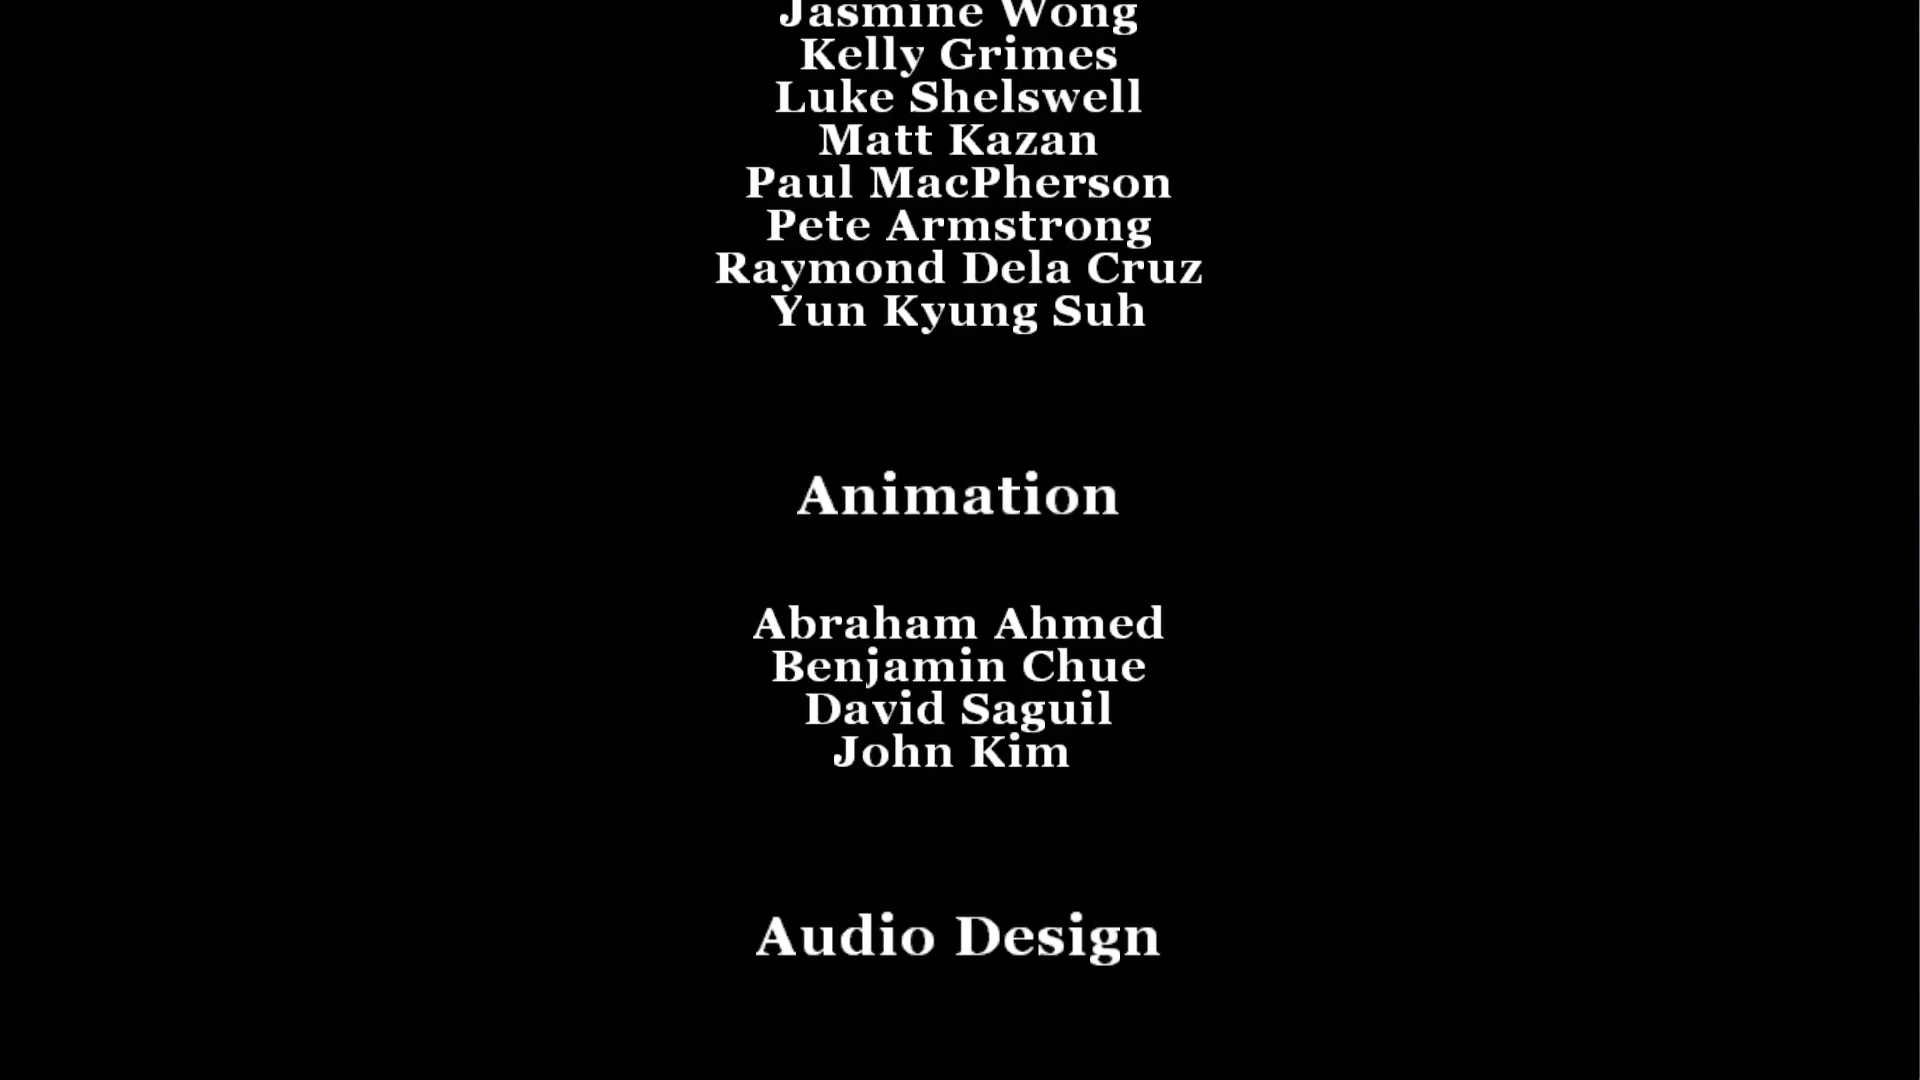 Jasmine Wong
Kelly Grimes
Luke Shelswell
Matt Kazan
Paul MacPherson
Pete Armstrong
Raymond Dela Cruz
Yun Kyung Suh
Animation
Abraham Ahmed
Benjamin Chue
David Saguil
John Kim
Audio Design